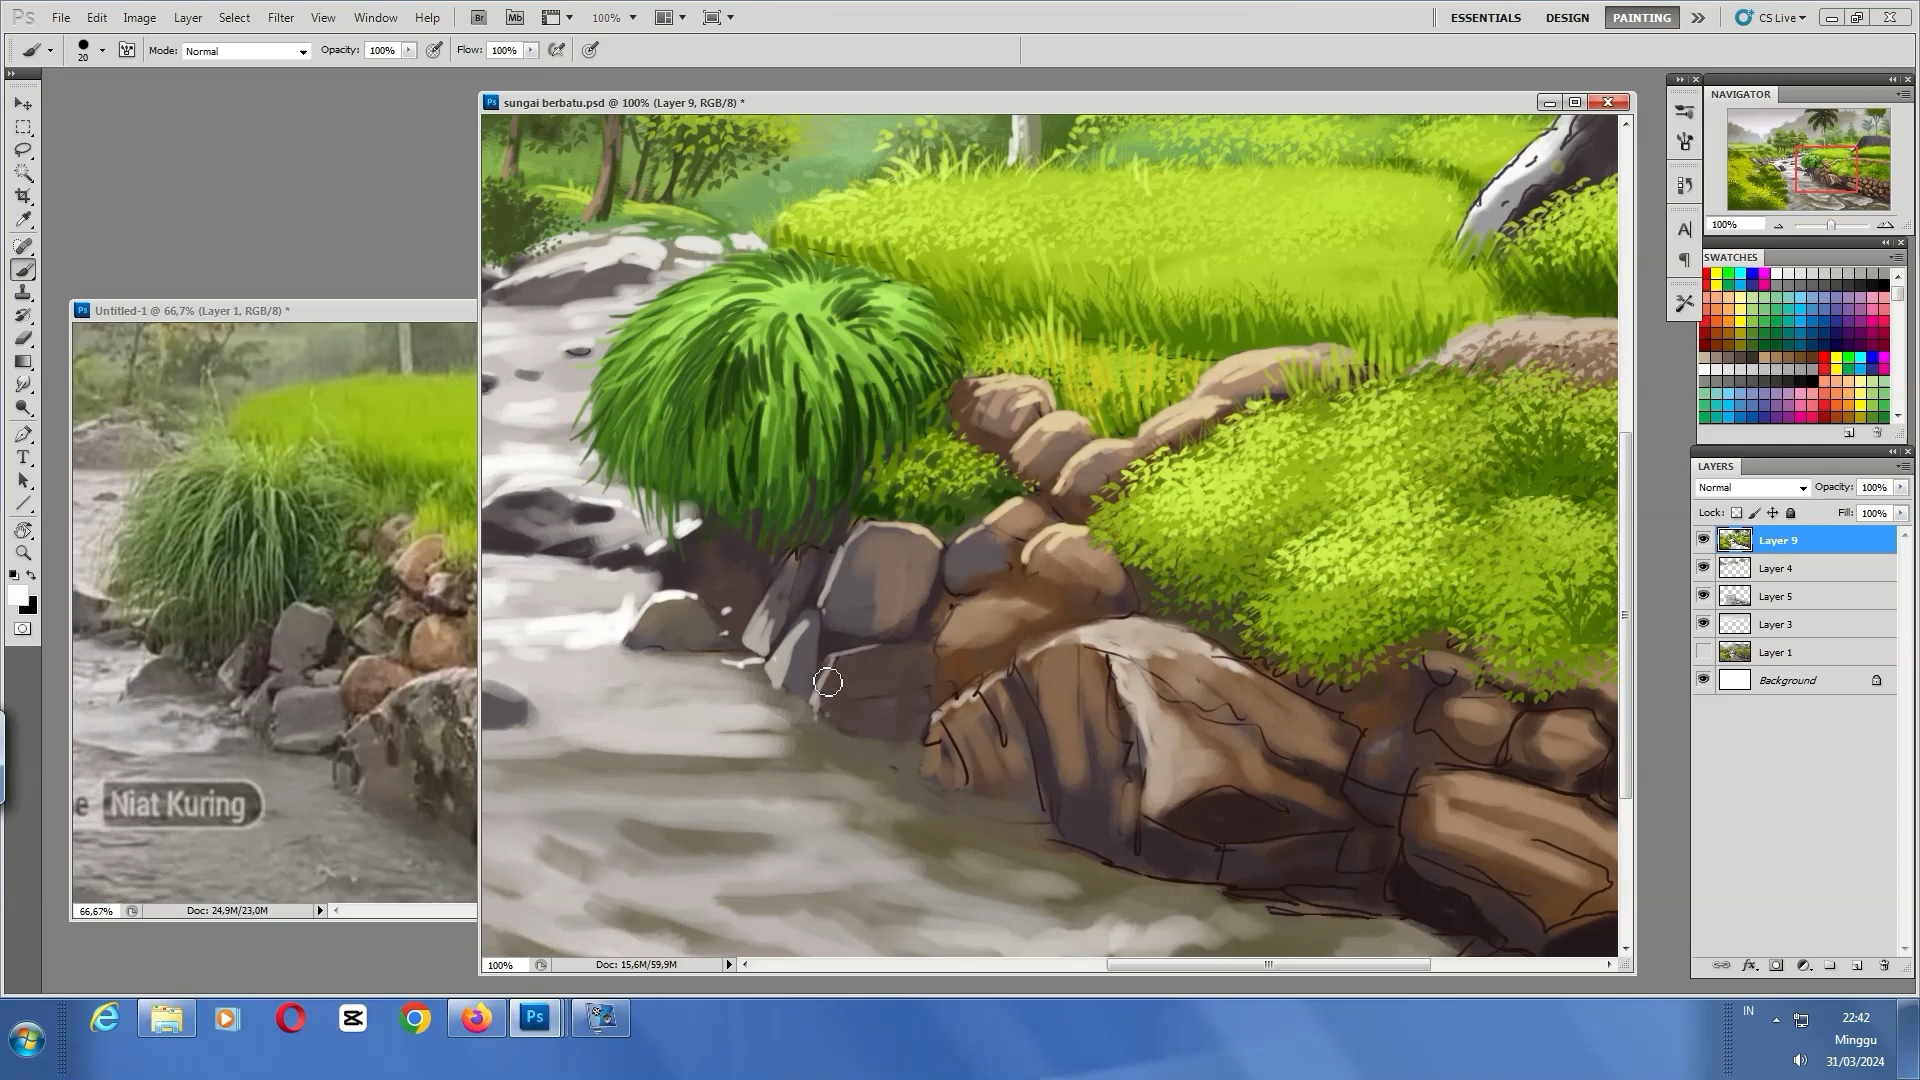 Ps File Edit Image Layer Select Filter View Window Help Br Mb 100% ESSENTIALS DESIGN PAINTING CS Live
20 Mode: Normal Opacity: 100% Flow: 100%
Ps sungai berbatu.psd @ 100% (Layer 9, RGB/8) *
NAVIGATOR
100%
SWATCHES
Ps Untitled-1 @ 66,7% (Layer 1, RGB/8) *
LAYERS
Normal Opacity: 100%
Lock: Fill: 100%
Layer 9
Layer 4
Layer 5
Layer 3
Layer 1
Background
e Niat Kuring
66,67% Doc: 24,9M/23,0M
100% Doc: 15,6M/59,9M
IN
22:42
Minggu
31/03/2024